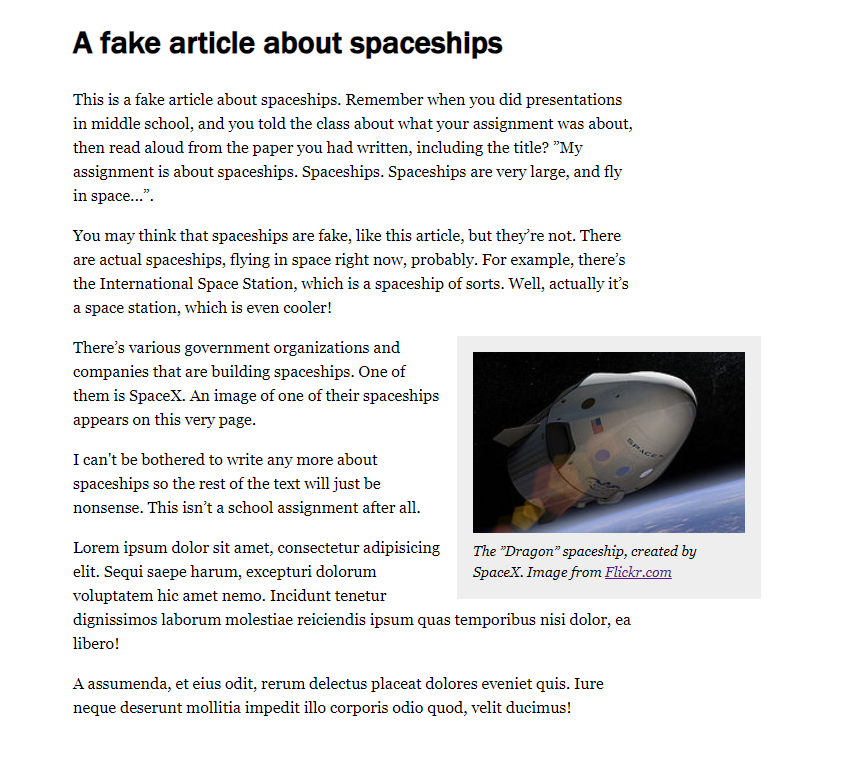 A fake article about spaceships
This is a fake article about spaceships. Remember when you did presentations
in middle school, and you told the class about what your assignment was about,
then read aloud from the paper you had written, including the title? ”My
assignment is about spaceships. Spaceships. Spaceships are very large, and fly
in space...”.
You may think that spaceships are fake, like this article, but they’re not. There
are actual spaceships, flying in space right now, probably. For example, there’s
the International Space Station, which is a spaceship of sorts. Well, actually it’s
a space station, which is even cooler!
There’s various government organizations and
companies that are building spaceships. One of
them is SpaceX. An image of one of their spaceships
appears on this very page.
I can't be bothered to write any more about
spaceships so the rest of the text will just be
nonsense. This isn’t a school assignment after all.
Lorem ipsum dolor sit amet, consectetur adipisicing
elit. Sequi saepe harum, excepturi dolorum
voluptatem hic amet nemo. Incidunt tenetur
dignissimos laborum molestiae reiciendis ipsum quas temporibus nisi dolor, ea
libero!
A assumenda, et eius odit, rerum delectus placeat dolores eveniet quis. Iure
neque deserunt mollitia impedit illo corporis odio quod, velit ducimus!
SPACEX
The ”Dragon” spaceship, created by
SpaceX. Image from Flickr.com